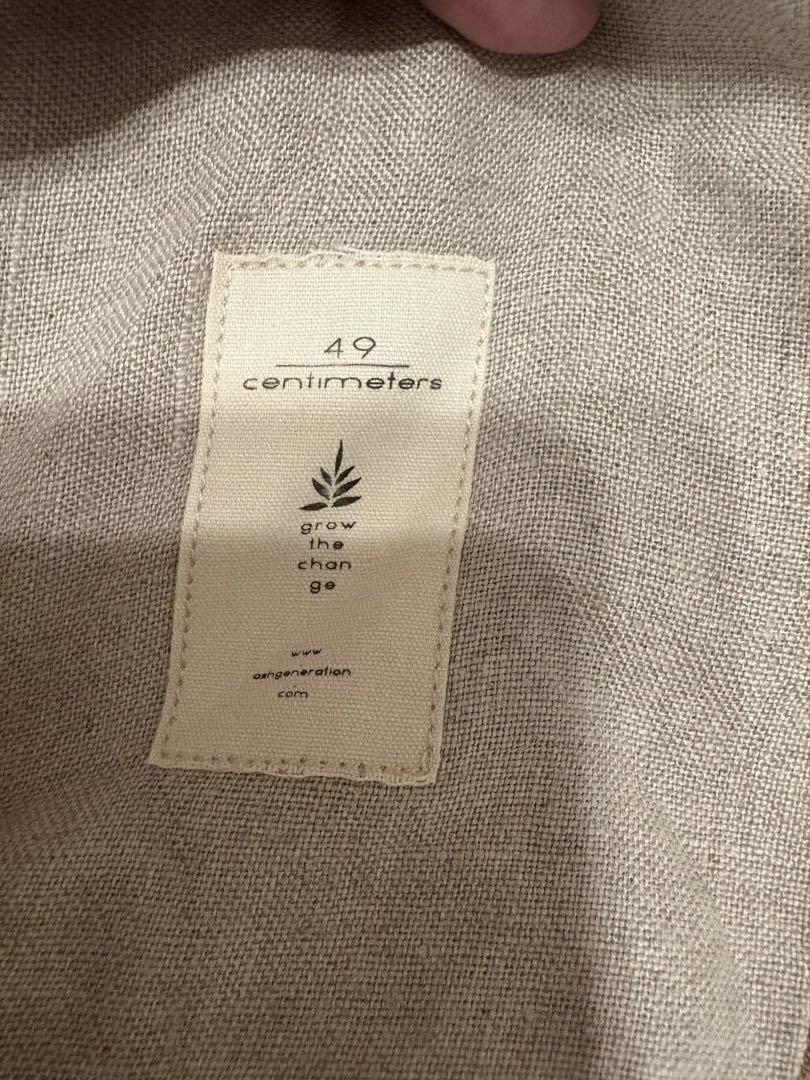 49
centimeters
grow
the
chan
ge
www
ashgeneration
com